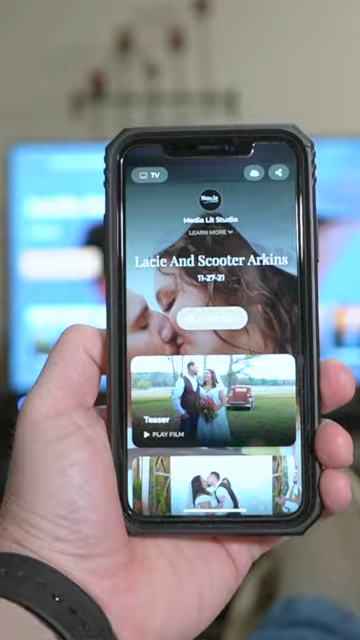 TV
Media Lit Studio
LEARN MORE
Lacie And Scooter Arkins
11-27-21
Teaser
PLAY FILM